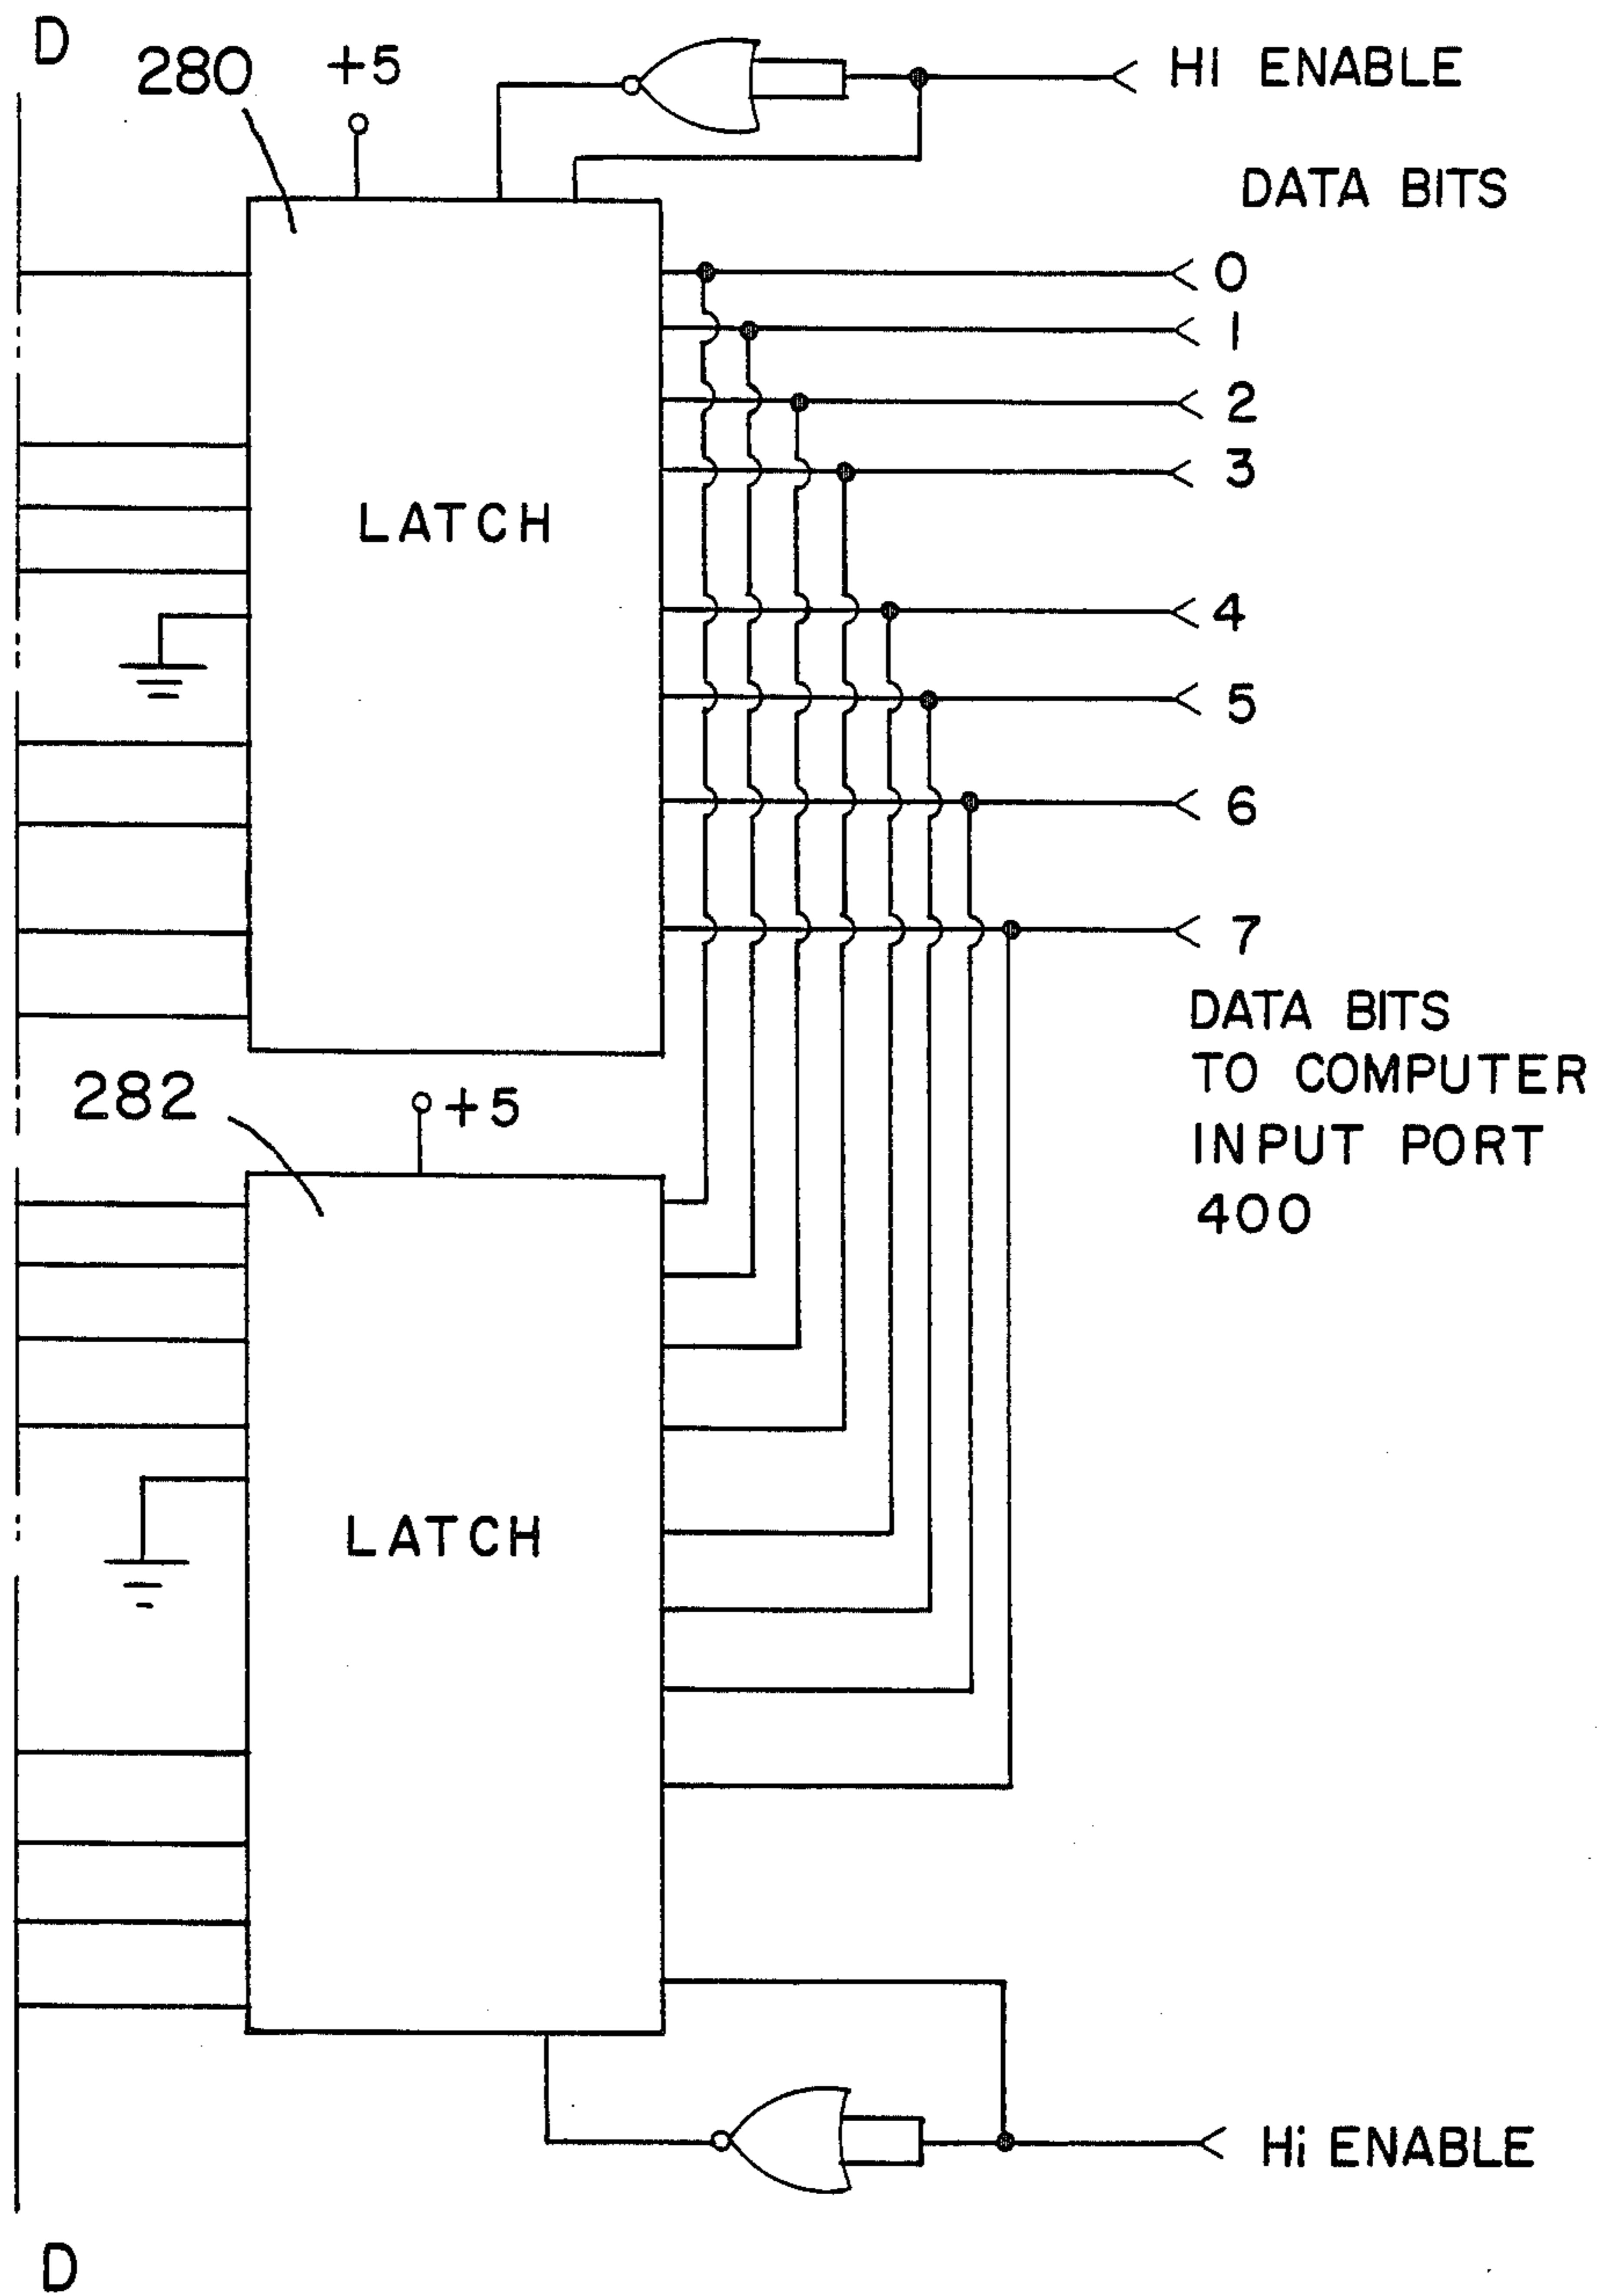 D
280
+5
HI ENABLE
DATA BITS
0
1
2
3
LATCH
4
5
6
7
DATA BITS
TO COMPUTER
INPUT PORT
400
282
+5
LATCH
Hi ENABLE
D